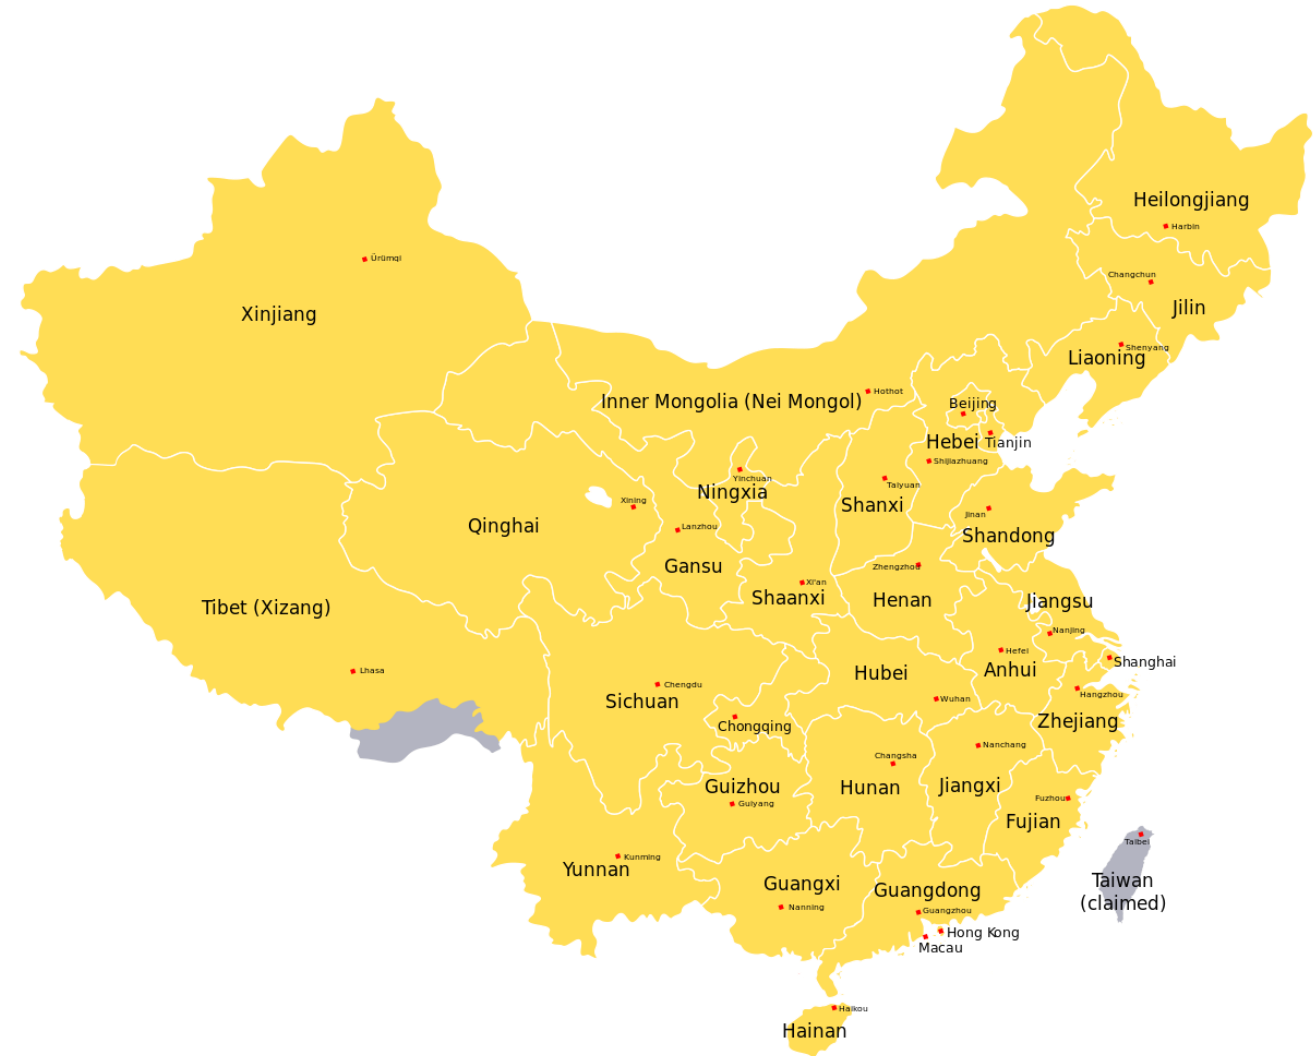 Heilongjiang
Harbin
Ürümqi
Changchun
Xinjiang
Jilin
Shenyang
Liaoning
Hothot
Inner Mongolia (Nei Mongol)
Beijing
Hebei
Tianjin
Shijiazhuang
Yinchuan
Ningxia
Taiyuan
Shanxi
Xining
Qinghai
Lanzhou
Jinan
Shandong
Gansu
Zhengzhou
Xi'an
Shaanxi
Henan
Jiangsu
Tibet (Xizang)
Nanjing
Hefei
Anhui
Shanghai
Lhasa
Hubei
Chengdu
Sichuan
Wuhan
Hangzhou
Zhejiang
Chongqing
Nanchang
Changsha
Guizhou
Guiyang
Hunan
Jiangxi
Fuzhou
Fujian
Taibei
Kunming
Yunnan
Guangxi
Guangdong
Taiwan
(claimed)
Nanning
Guangzhou
Hong Kong
Macau
Haikou
Hainan